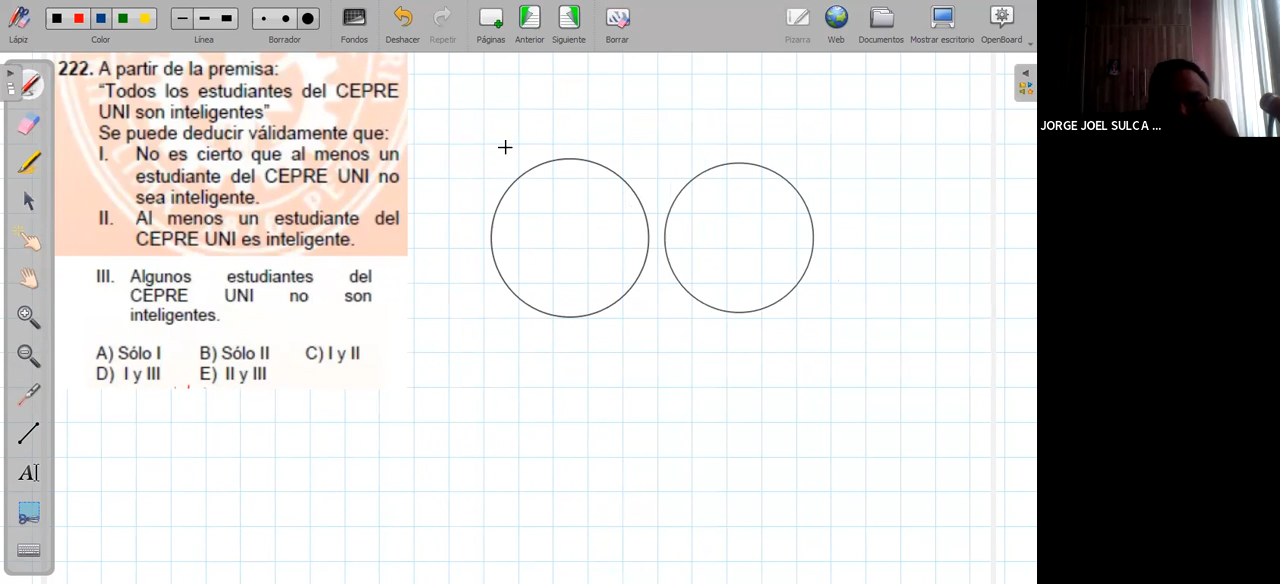 Lápiz
Color
Línea
Borrador
Fondos
Deshacer
Repetir
Páginas
Anterior
Siguiente
Borrar
Pizarra
Web
Documentos
Mostrar escritorio
OpenBoard
222. A partir de la premisa:
“Todos los estudiantes del CEPRE
UNI son inteligentes”
Se puede deducir válidamente que:
I. No es cierto que al menos un
estudiante del CEPRE UNI no
sea inteligente.
II. Al menos un estudiante del
CEPRE UNI es inteligente.
III. Algunos estudiantes del
CEPRE UNI no son
inteligentes.
A) Sólo I B) Sólo II C) I y II
D) I y III E) II y III
JORGE JOEL SULCA ...